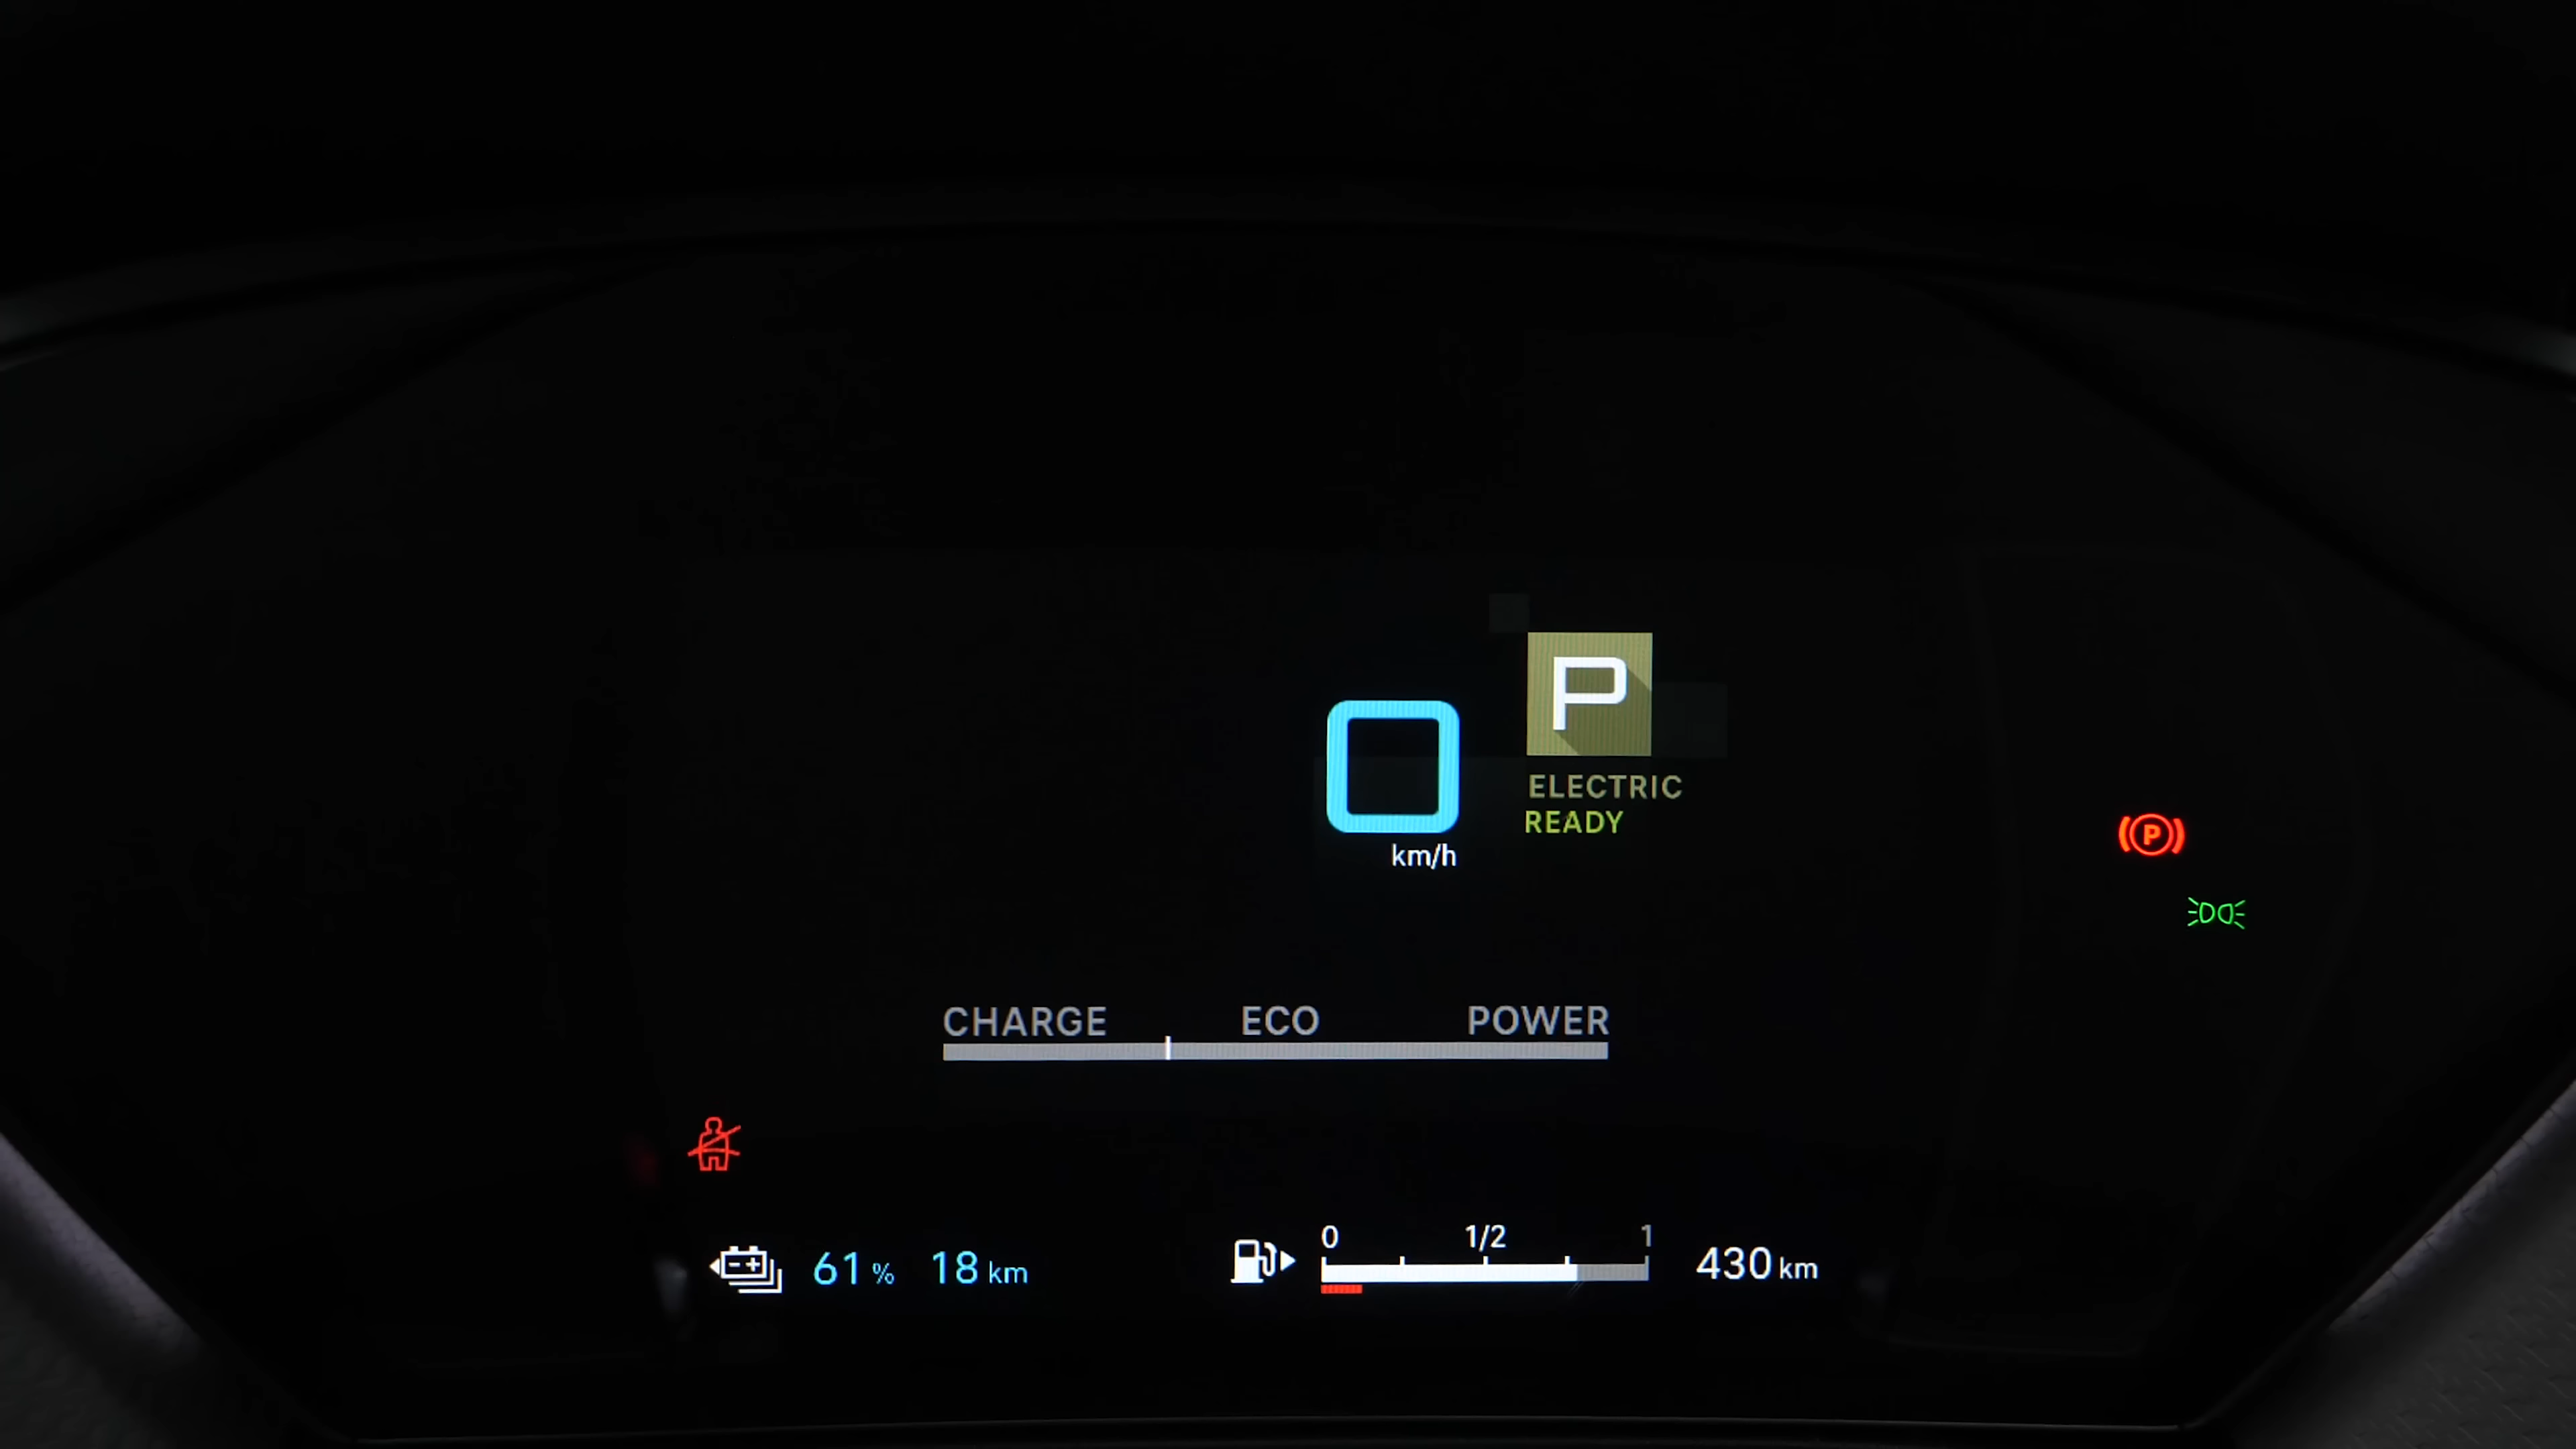 P
0
ELECTRIC
READY
km/h
P
CHARGE ECO POWER
0 1/2 1
61 % 18 km 430 km